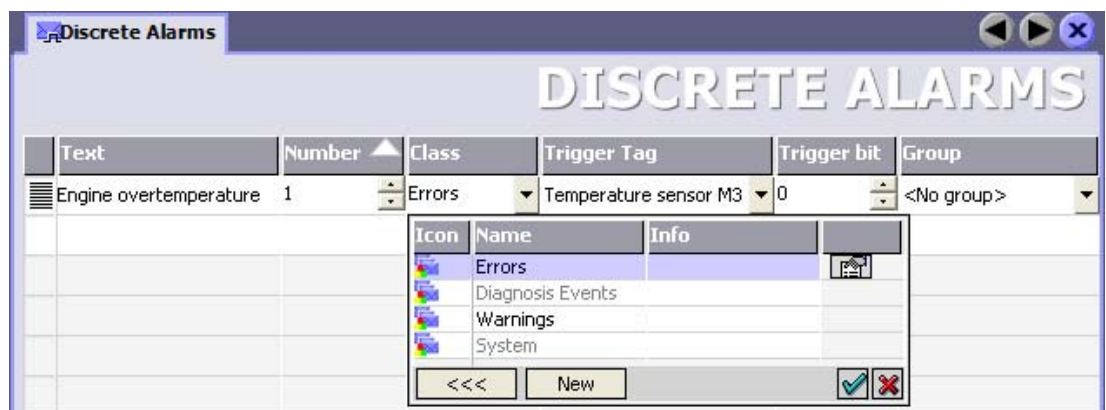 Discrete Alarms
DISCRETE ALARMS
Text Number Class Trigger Tag Trigger bit Group
Engine overtemperature 1 Errors Temperature sensor M3 0 <No group>
Icon Name Info
Errors
Diagnosis Events
Warnings
System
<<< New